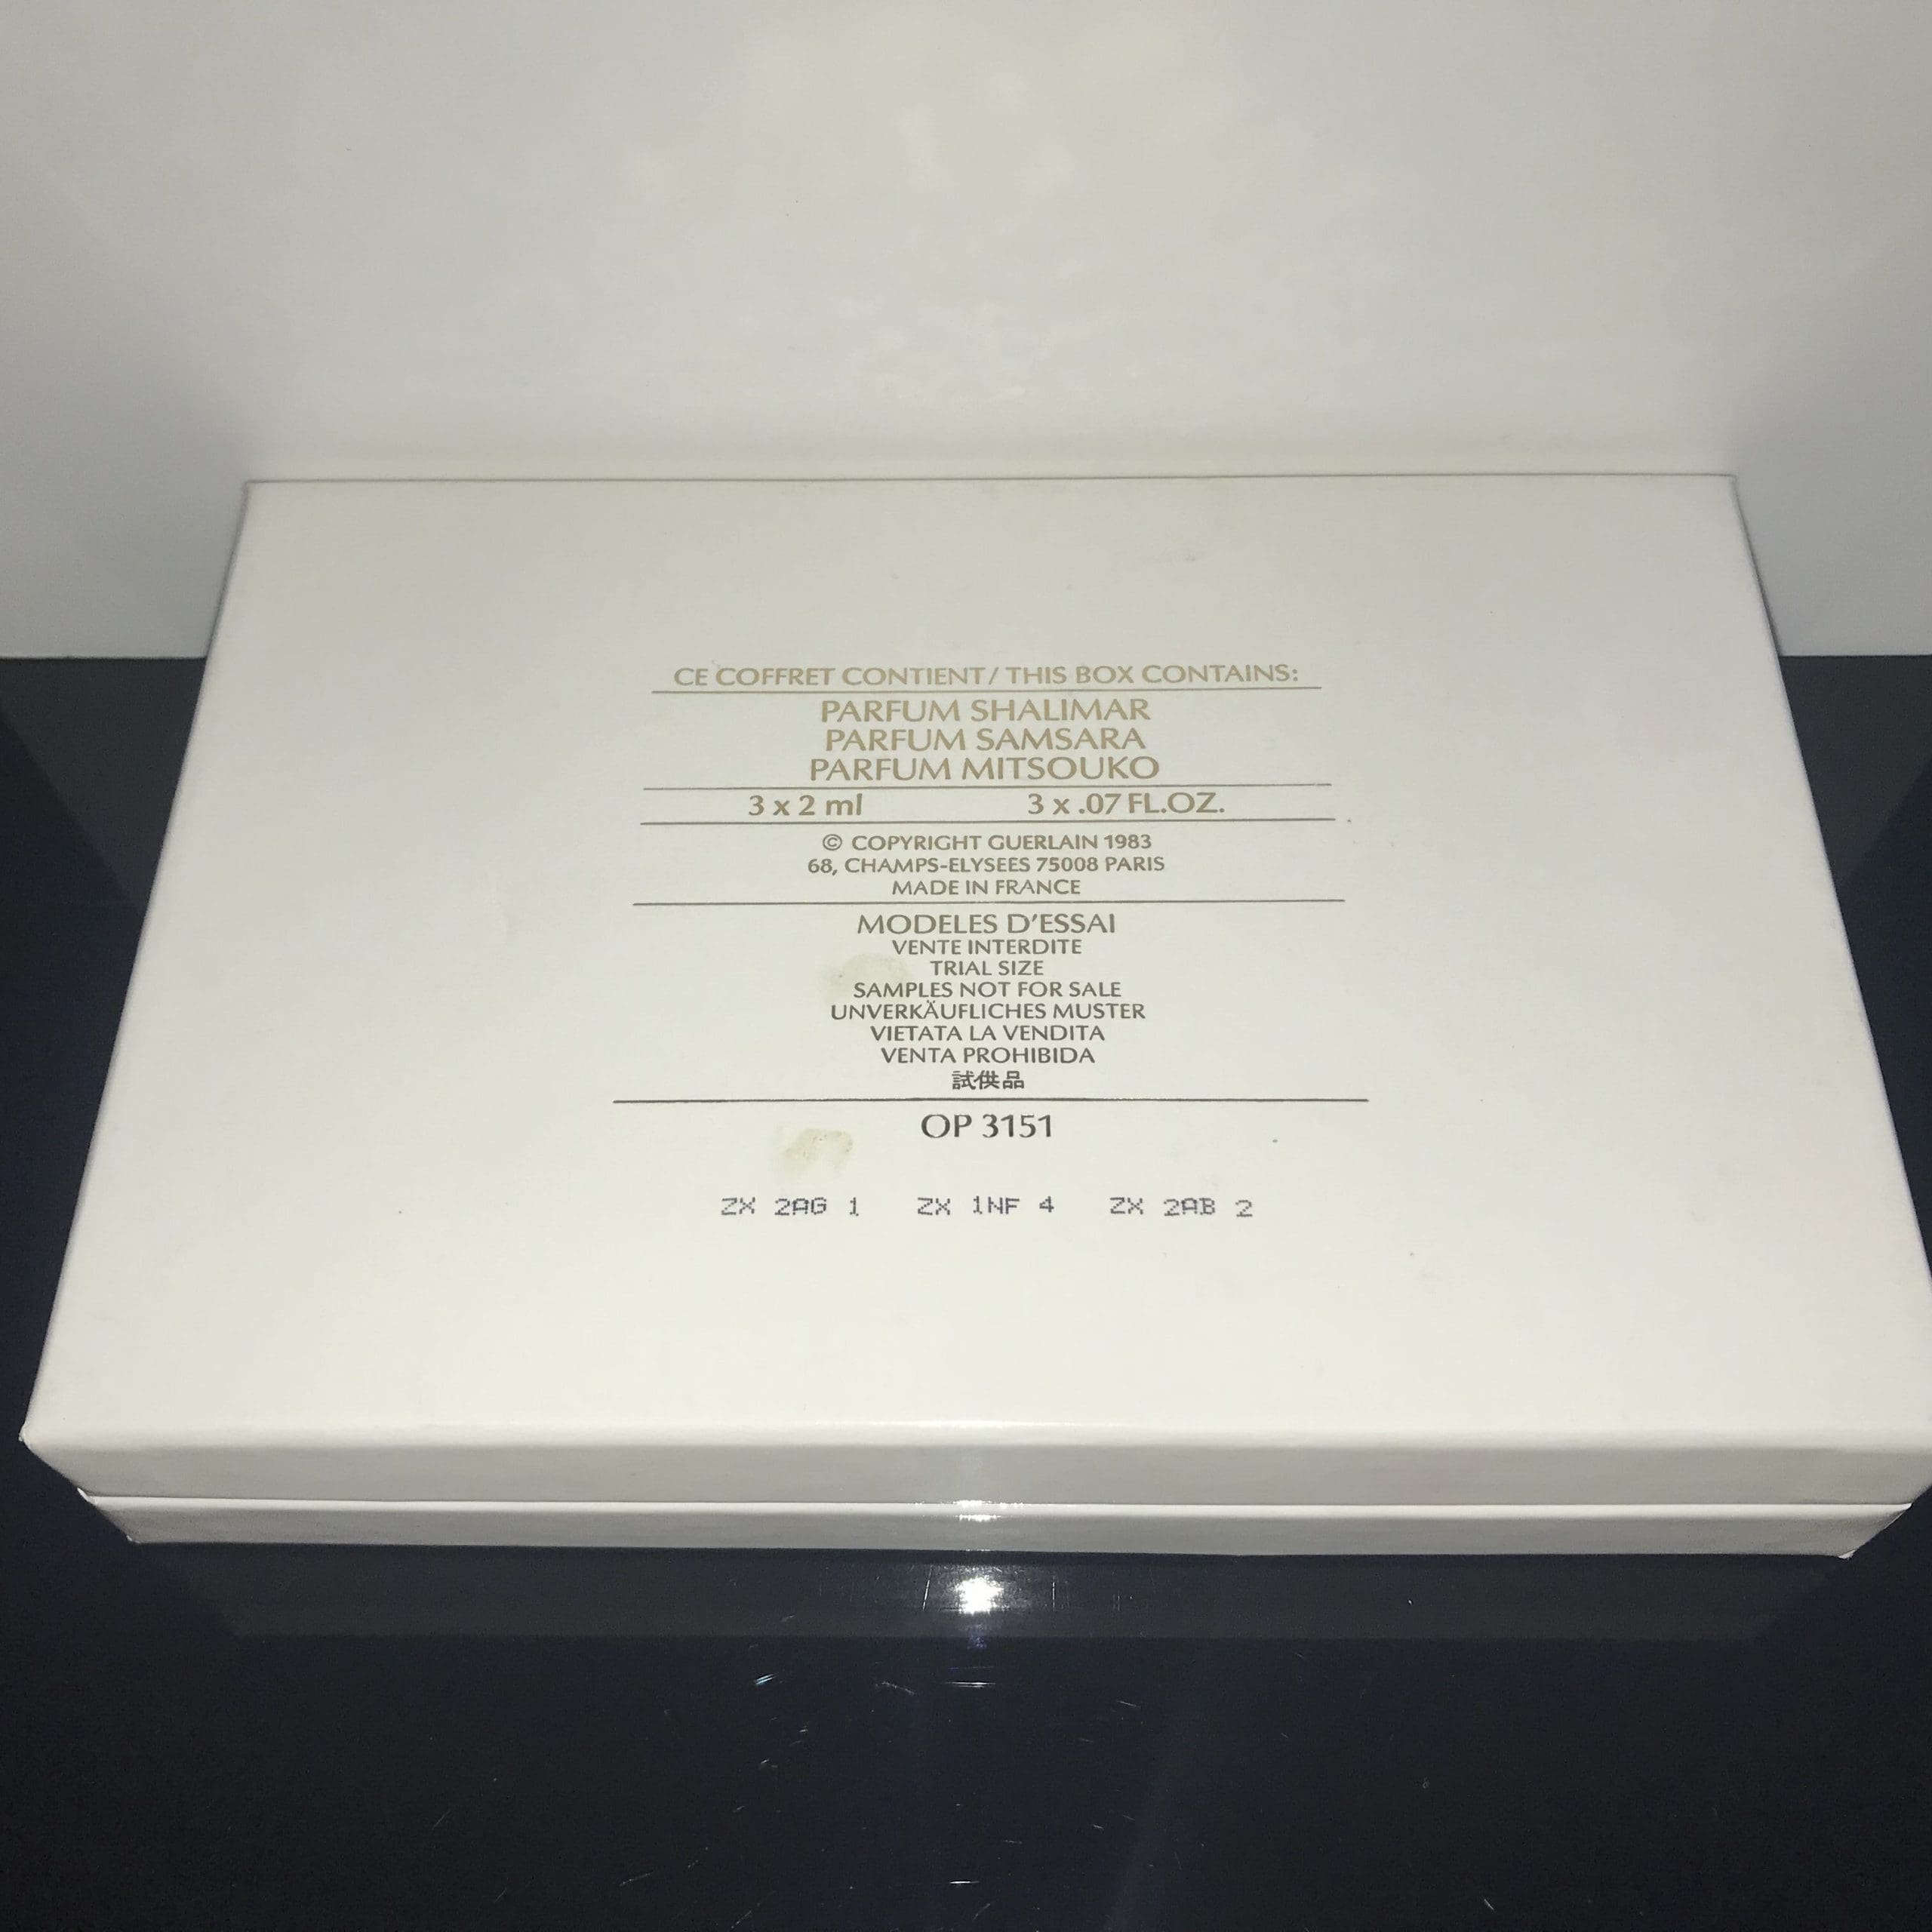 CE COFFRET CONTIENT / THIS BOX CONTAINS:
PARFUM SHALIMAR
PARFUM SAMSARA
PARFUM MITSOUKO
3 x 2 ml 3 x .07 FL.OZ.
© COPYRIGHT GUERLAIN 1983
68, CHAMPS-ELYSEES 75008 PARIS
MADE IN FRANCE
MODELES D'ESSAI
VENTE INTERDITE
TRIAL SIZE
SAMPLES NOT FOR SALE
UNVERKÄUFLICHES MUSTER
VIETATA LA VENDITA
VENTA PROHIBIDA
試供品
OP 3151
ZX 2AG 1 ZX 1NF 4 ZX 2AB 2